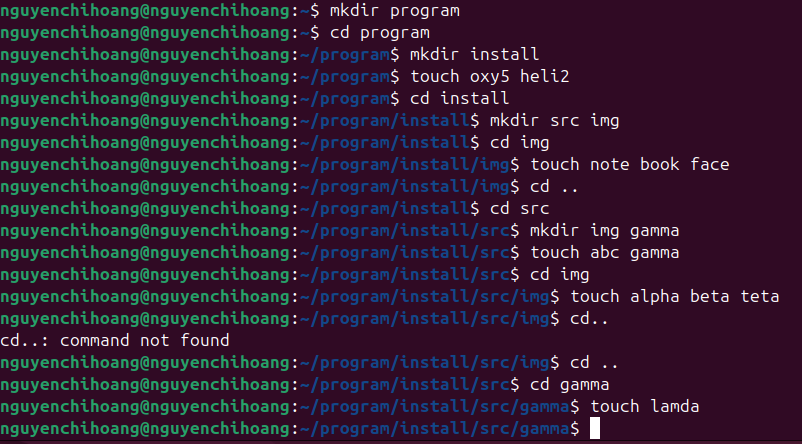 nguyenchihoang@nguyenchihoang:~$ mkdir program
nguyenchihoang@nguyenchihoang:~$ cd program
nguyenchihoang@nguyenchihoang:~/program$ mkdir install
nguyenchihoang@nguyenchihoang:~/program$ touch oxy5 heli2
nguyenchihoang@nguyenchihoang:~/program$ cd install
nguyenchihoang@nguyenchihoang:~/program/install$ mkdir src img
nguyenchihoang@nguyenchihoang:~/program/install$ cd img
nguyenchihoang@nguyenchihoang:~/program/install/img$ touch note book face
nguyenchihoang@nguyenchihoang:~/program/install/img$ cd ..
nguyenchihoang@nguyenchihoang:~/program/install$ cd src
nguyenchihoang@nguyenchihoang:~/program/install/src$ mkdir img gamma
nguyenchihoang@nguyenchihoang:~/program/install/src$ touch abc gamma
nguyenchihoang@nguyenchihoang:~/program/install/src$ cd img
nguyenchihoang@nguyenchihoang:~/program/install/src/img$ touch alpha beta teta
nguyenchihoang@nguyenchihoang:~/program/install/src/img$ cd..
cd..: command not found
nguyenchihoang@nguyenchihoang:~/program/install/src/img$ cd ..
nguyenchihoang@nguyenchihoang:~/program/install/src$ cd gamma
nguyenchihoang@nguyenchihoang:~/program/install/src/gamma$ touch lamda
nguyenchihoang@nguyenchihoang:~/program/install/src/gamma$